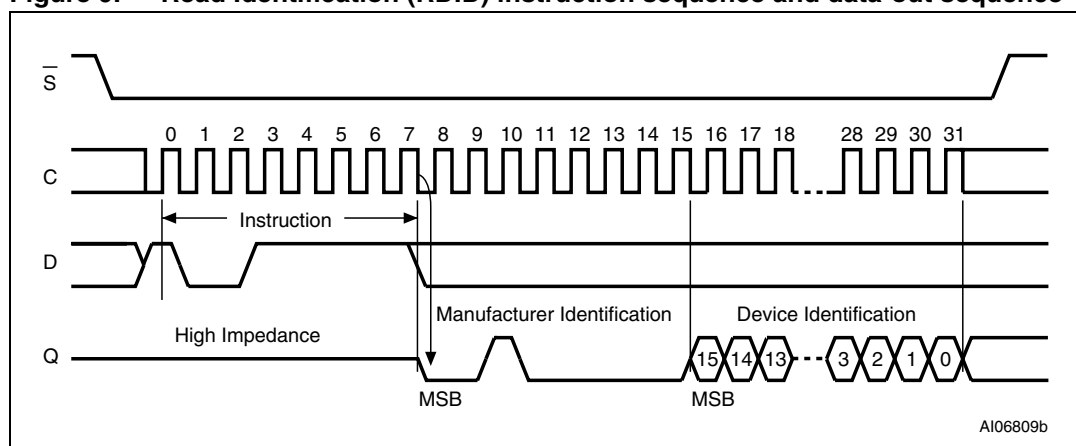 Figure 9. Read Identification (RDID) instruction sequence and data-out sequence
S
0 1 2 3 4 5 6 7 8 9 10 11 12 13 14 15 16 17 18 28 29 30 31
C
Instruction
D
Manufacturer Identification Device Identification
High Impedance
Q
15 14 13 3 2 1 0
MSB MSB
AI06809b